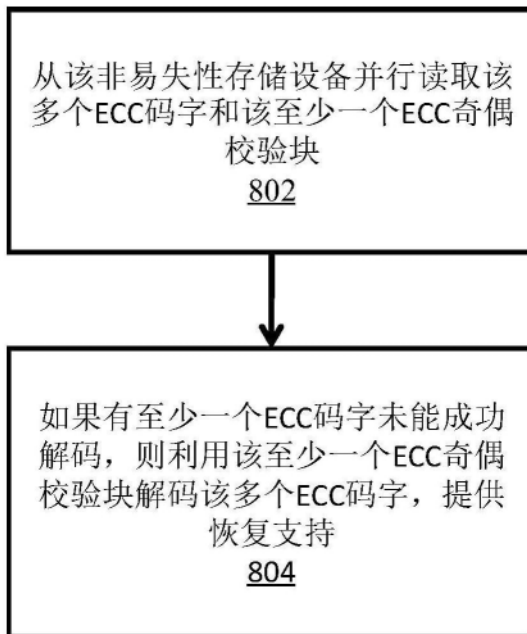 从该非易失性存储设备并行读取该
多个ECC码字和该至少一个ECC奇偶
校验块
802
如果有至少一个ECC码字未能成功
解码，则利用该至少一个ECC奇偶
校验块解码该多个ECC码字，提供
恢复支持
804